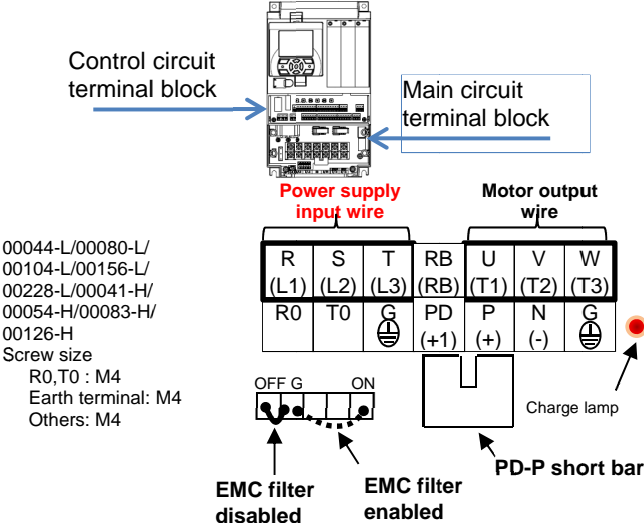 Control circuit
terminal block
Main circuit
terminal block
Power supply
input wire
Motor output
wire
00044-L/00080-L/
00104-L/00156-L/
00228-L/00041-H/
00054-H/00083-H/
00126-H
Screw size
R0,T0 : M4
Earth terminal: M4
Others: M4
R S T RB U V W
(L1) (L2) (L3) (RB) (T1) (T2) (T3)
R0 T0 G PD P N G
(+1) (+) (-)
OFF G ON
Charge lamp
PD-P short bar
EMC filter
disabled
EMC filter
enabled